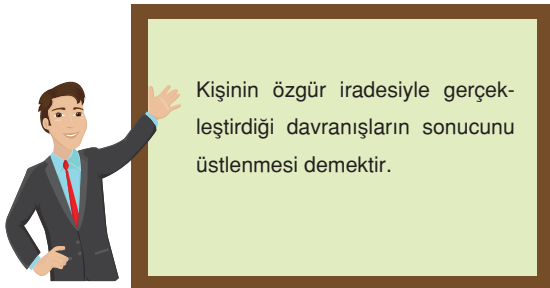 Kişinin özgür iradesiyle gerçek-
leştirdiği davranışların sonucunu
üstlenmesi demektir.